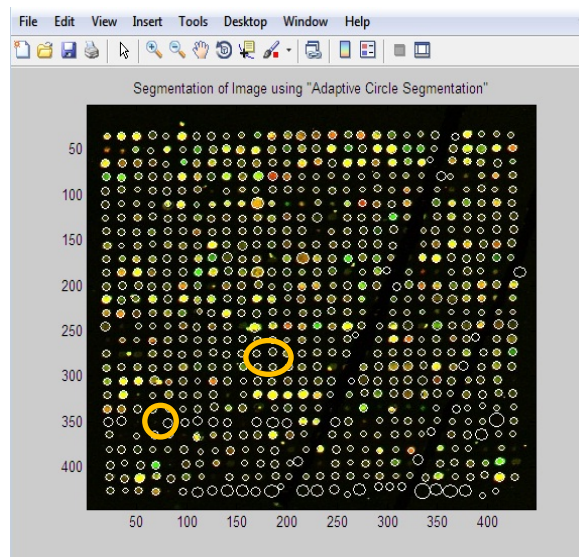 File Edit View Insert Tools Desktop Window Help
Segmentation of Image using "Adaptive Circle Segmentation"
50
100
150
200
250
300
350
400
50 100 150 200 250 300 350 400